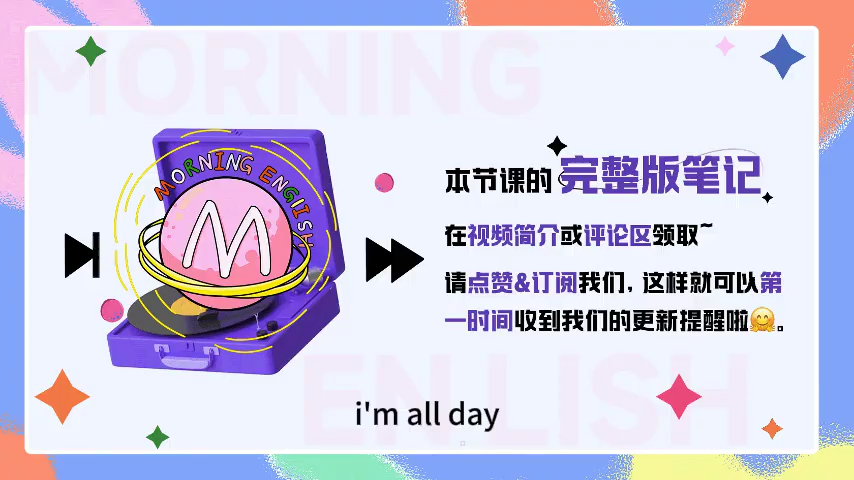 MORNING
MORNING ENGLISH
M
本节课的 完整版笔记
在视频简介或评论区领取~
请点赞&订阅我们，这样就可以第
一时间收到我们的更新提醒啦🤗。
ENLISH
i'm all day